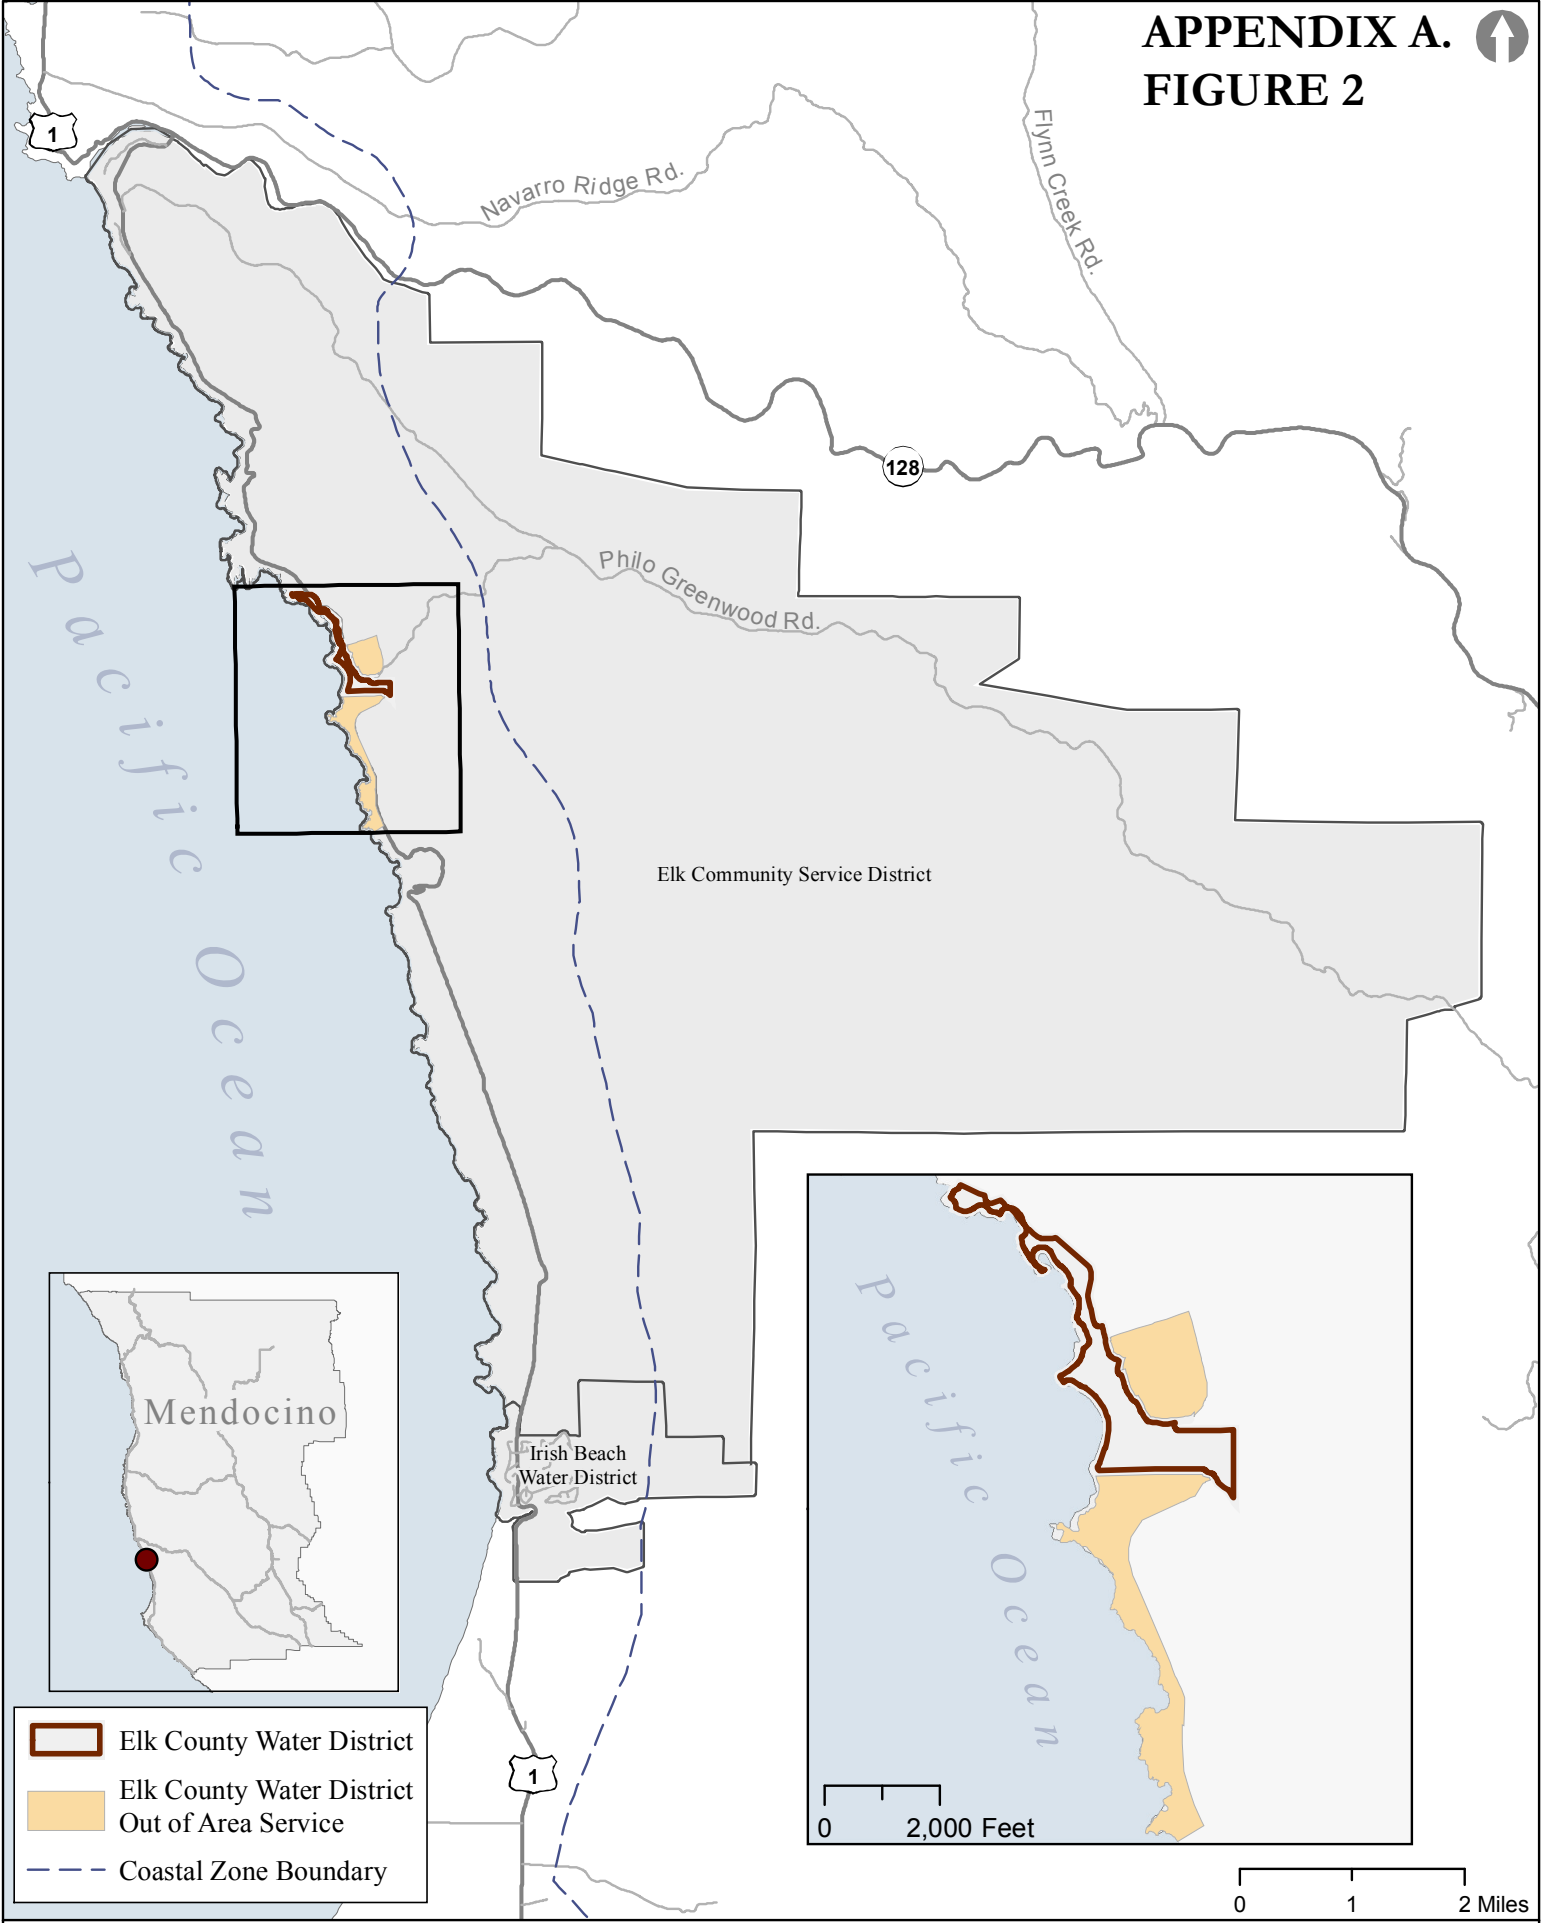 APPENDIX A.
FIGURE 2
1
Flynn Creek Rd.
Navarro Ridge Rd.
128
Philo Greenwood Rd.
Pacific Ocean
Elk Community Service District
Mendocino
Irish Beach
Water District
Pacific Ocean
0 2,000 Feet
1
Elk County Water District
Elk County Water District
Out of Area Service
Coastal Zone Boundary
0 1 2 Miles